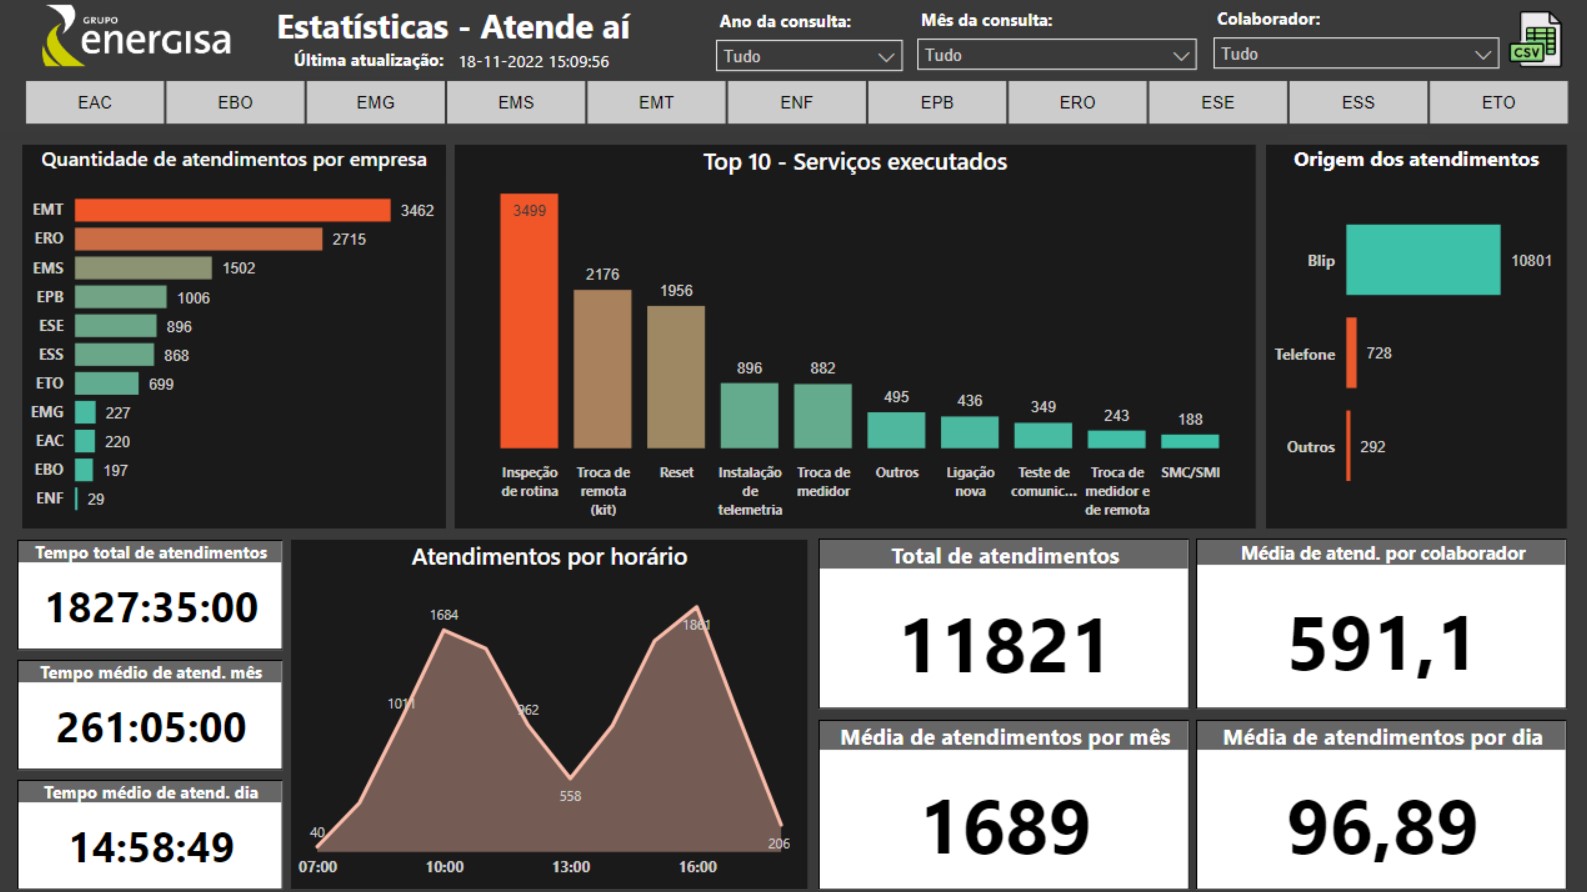 GRUPO
energisa
Estatísticas - Atende aí
Última atualização: 18-11-2022 15:09:56
Ano da consulta:
Tudo
Mês da consulta:
Tudo
Colaborador:
Tudo
CSV
EAC EBO EMG EMS EMT ENF EPB ERO ESE ESS ETO
Quantidade de atendimentos por empresa
EMT 3462
ERO 2715
EMS 1502
EPB 1006
ESE 896
ESS 868
ETO 699
EMG 227
EAC 220
EBO 197
ENF 29
Top 10 - Serviços executados
3499
2176
1956
896
882
495
436
349
243
188
Inspeção
de rotina
Troca de
remota
(kit)
Reset
Instalação
de
telemetria
Troca de
medidor
Outros
Ligação
nova
Teste de
comunic...
Troca de
medidor e
de remota
SMC/SMI
Origem dos atendimentos
Blip 10801
Telefone 728
Outros 292
Tempo total de atendimentos
1827:35:00
Tempo médio de atend. mês
261:05:00
Tempo médio de atend. dia
14:58:49
Atendimentos por horário
40
1011
1684
962
558
1861
206
07:00 10:00 13:00 16:00
Total de atendimentos
11821
Média de atend. por colaborador
591,1
Média de atendimentos por mês
1689
Média de atendimentos por dia
96,89